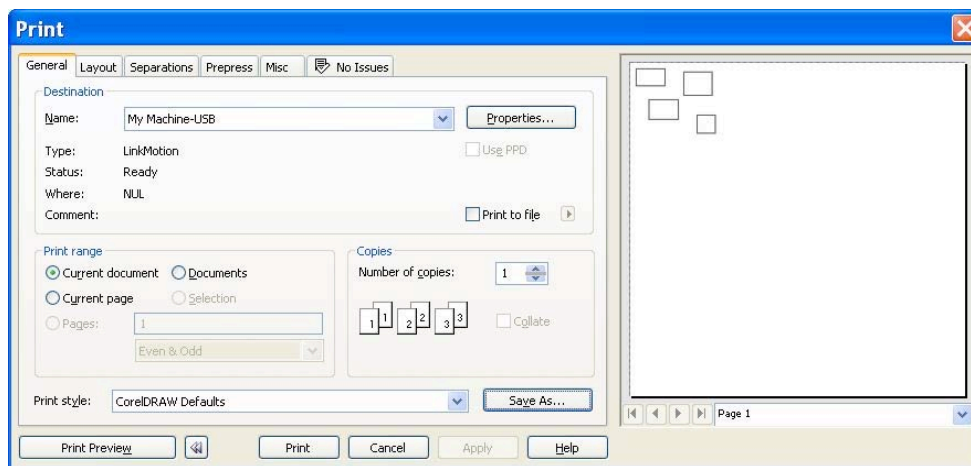 Print
General Layout Separations Prepress Misc No Issues
Destination
Name: My Machine-USB Properties...
Type: LinkMotion Use PPD
Status: Ready
Where: NUL
Comment: Print to file
Print range
Current document Documents
Current page Selection
Pages: 1
Even & Odd
Copies
Number of copies: 1
1 1 2 2 3 3 Collate
Print style: CorelDRAW Defaults Save As...
Page 1
Print Preview Print Cancel Apply Help